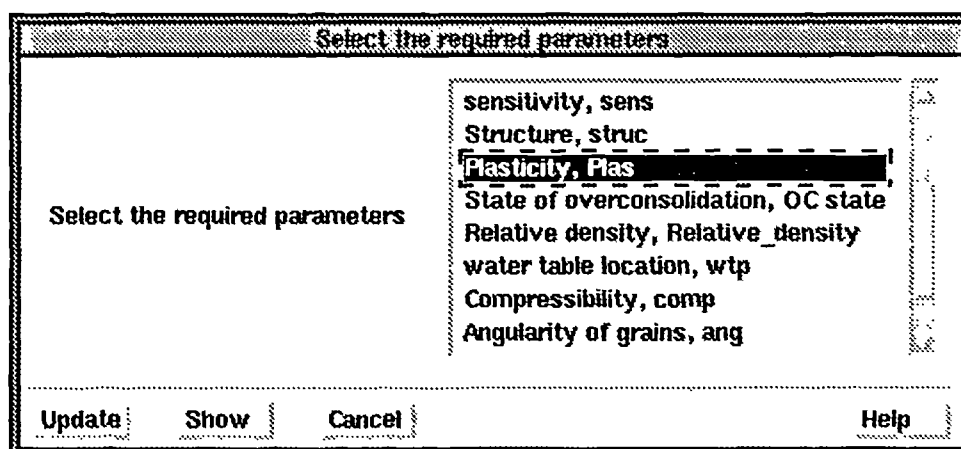 Select the required parameters
sensitivity, sens
Structure, struc
Plasticity, Plas
State of overconsolidation, OC state
Select the required parameters
Relative density, Relative_density
water table location, wtp
Compressibility, comp
Angularity of grains, ang
Update Show Cancel Help